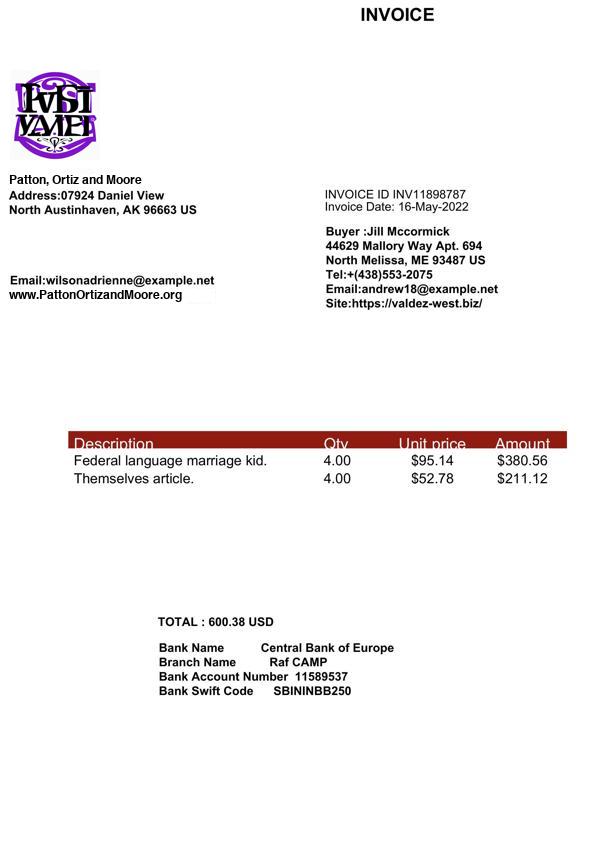 INVOICE
Patton, Ortiz and Moore
Address:07924 Daniel View
North Austinhaven, AK 96663 US
Email:wilsonadrienne@example.net
www.PattonOrtizandMoore.org
INVOICE ID INV11898787
Invoice Date: 16-May-2022
Buyer :Jill Mccormick
44629 Mallory Way Apt. 694
North Melissa, ME 93487 US
Tel:+(438)553-2075
Email:andrew18@example.net
Site:https://valdez-west.biz/
Description Qty Unit price Amount
Federal language marriage kid. 4.00 $95.14 $380.56
Themselves article. 4.00 $52.78 $211.12
TOTAL : 600.38 USD
Bank Name Central Bank of Europe
Branch Name Raf CAMP
Bank Account Number 11589537
Bank Swift Code SBININBB250